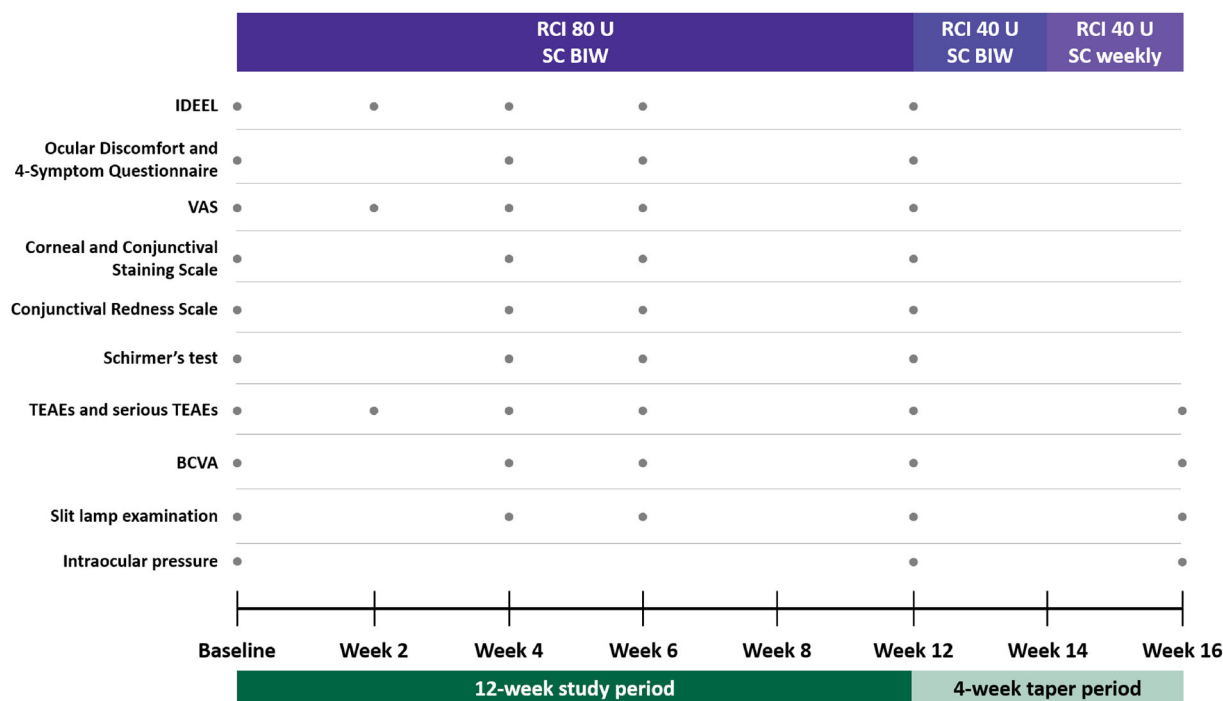 RCI 80 U
SC BIW
RCI 40 U
SC BIW
RCI 40 U
SC weekly
IDEEL
Ocular Discomfort and
4-Symptom Questionnaire
VAS
Corneal and Conjunctival
Staining Scale
Conjunctival Redness Scale
Schirmer’s test
TEAEs and serious TEAEs
BCVA
Slit lamp examination
Intraocular pressure
Baseline Week 2 Week 4 Week 6 Week 8 Week 12 Week 14 Week 16
12-week study period 4-week taper period